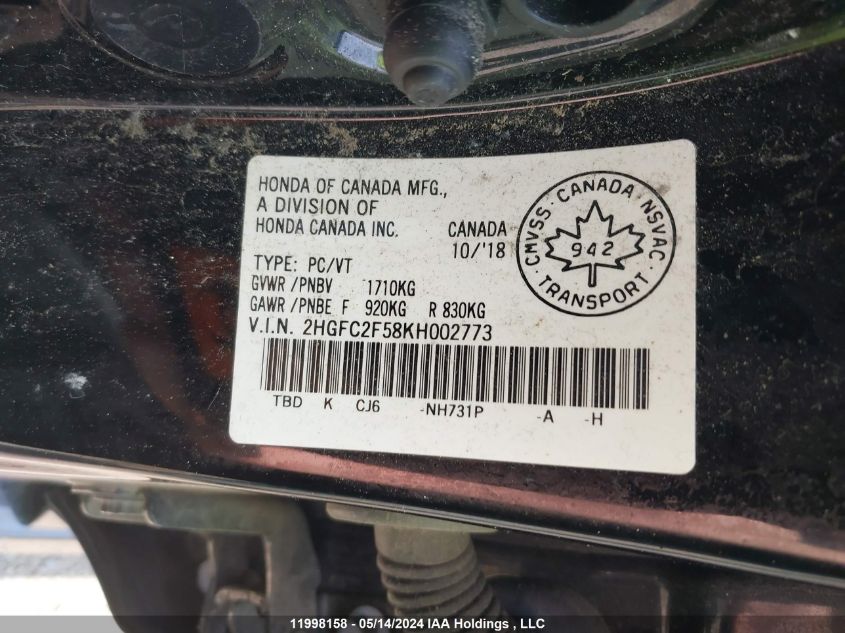 HONDA OF CANADA MFG.,
A DIVISION OF
HONDA CANADA INC. CANADA
10/'18
TYPE: PC/VT
GVWR /PNBV 1710KG
GAWR /PNBE F 920KG R 830KG
V.I.N. 2HGFC2F58KH002773
TBD K CJ6 -NH731P -A -H
CMVSS · CANADA · NSVAC
942
TRANSPORT
11998158 - 05/14/2024 IAA Holdings , LLC